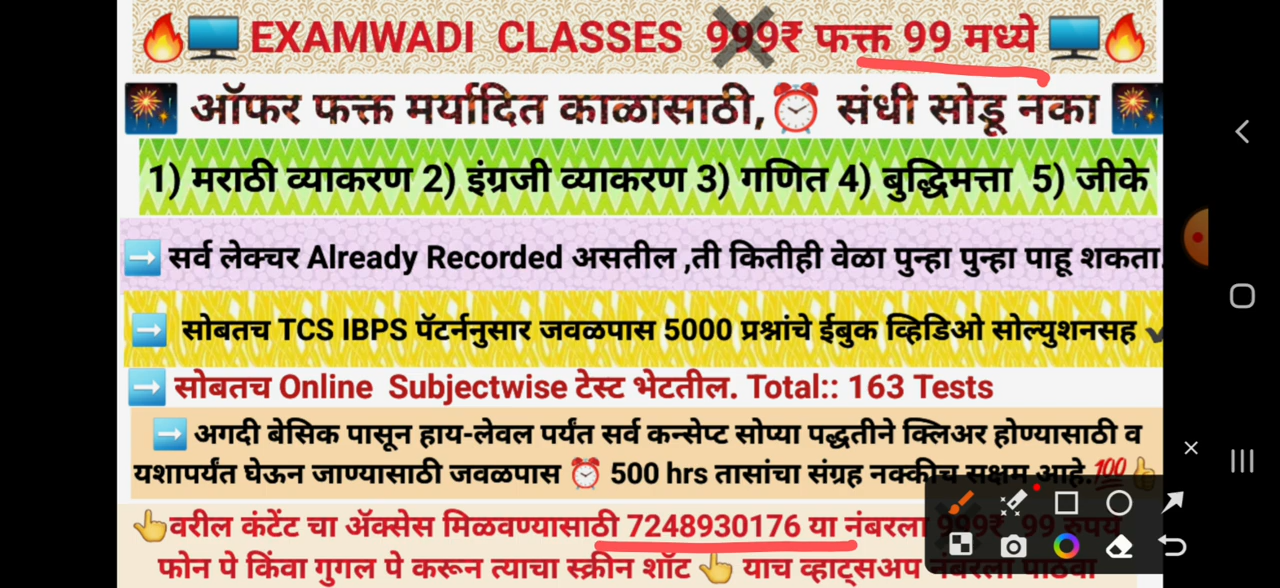 🔥🖥️ EXAMWADI CLASSES 999₹ फक्त 99 मध्ये 🖥️🔥
🎆 ऑफर फक्त मर्यादित काळासाठी,⏰ संधी सोडू नका 🎆
1) मराठी व्याकरण 2) इंग्रजी व्याकरण 3) गणित 4) बुद्धिमत्ता 5) जीके
➡️ सर्व लेक्चर Already Recorded असतील ,ती कितीही वेळा पुन्हा पुन्हा पाहू शकता.
➡️ सोबतच TCS IBPS पॅटर्ननुसार जवळपास 5000 प्रश्नांचे ईबुक व्हिडिओ सोल्युशनसह ✔
➡️ सोबतच Online Subjectwise टेस्ट भेटतील. Total:: 163 Tests
➡️ अगदी बेसिक पासून हाय-लेवल पर्यंत सर्व कन्सेप्ट सोप्या पद्धतीने क्लिअर होण्यासाठी व
यशापर्यंत घेऊन जाण्यासाठी जवळपास ⏰ 500 hrs तासांचा संग्रह नक्कीच सक्षम आहे.💯👍
👆वरील कंटेंट चा ॲक्सेस मिळवण्यासाठी 7248930176 या नंबरला 999₹ 99 रुपये
फोन पे किंवा गुगल पे करून त्याचा स्क्रीन शॉट 👆 याच व्हाट्सअप नंबरला पाठवा